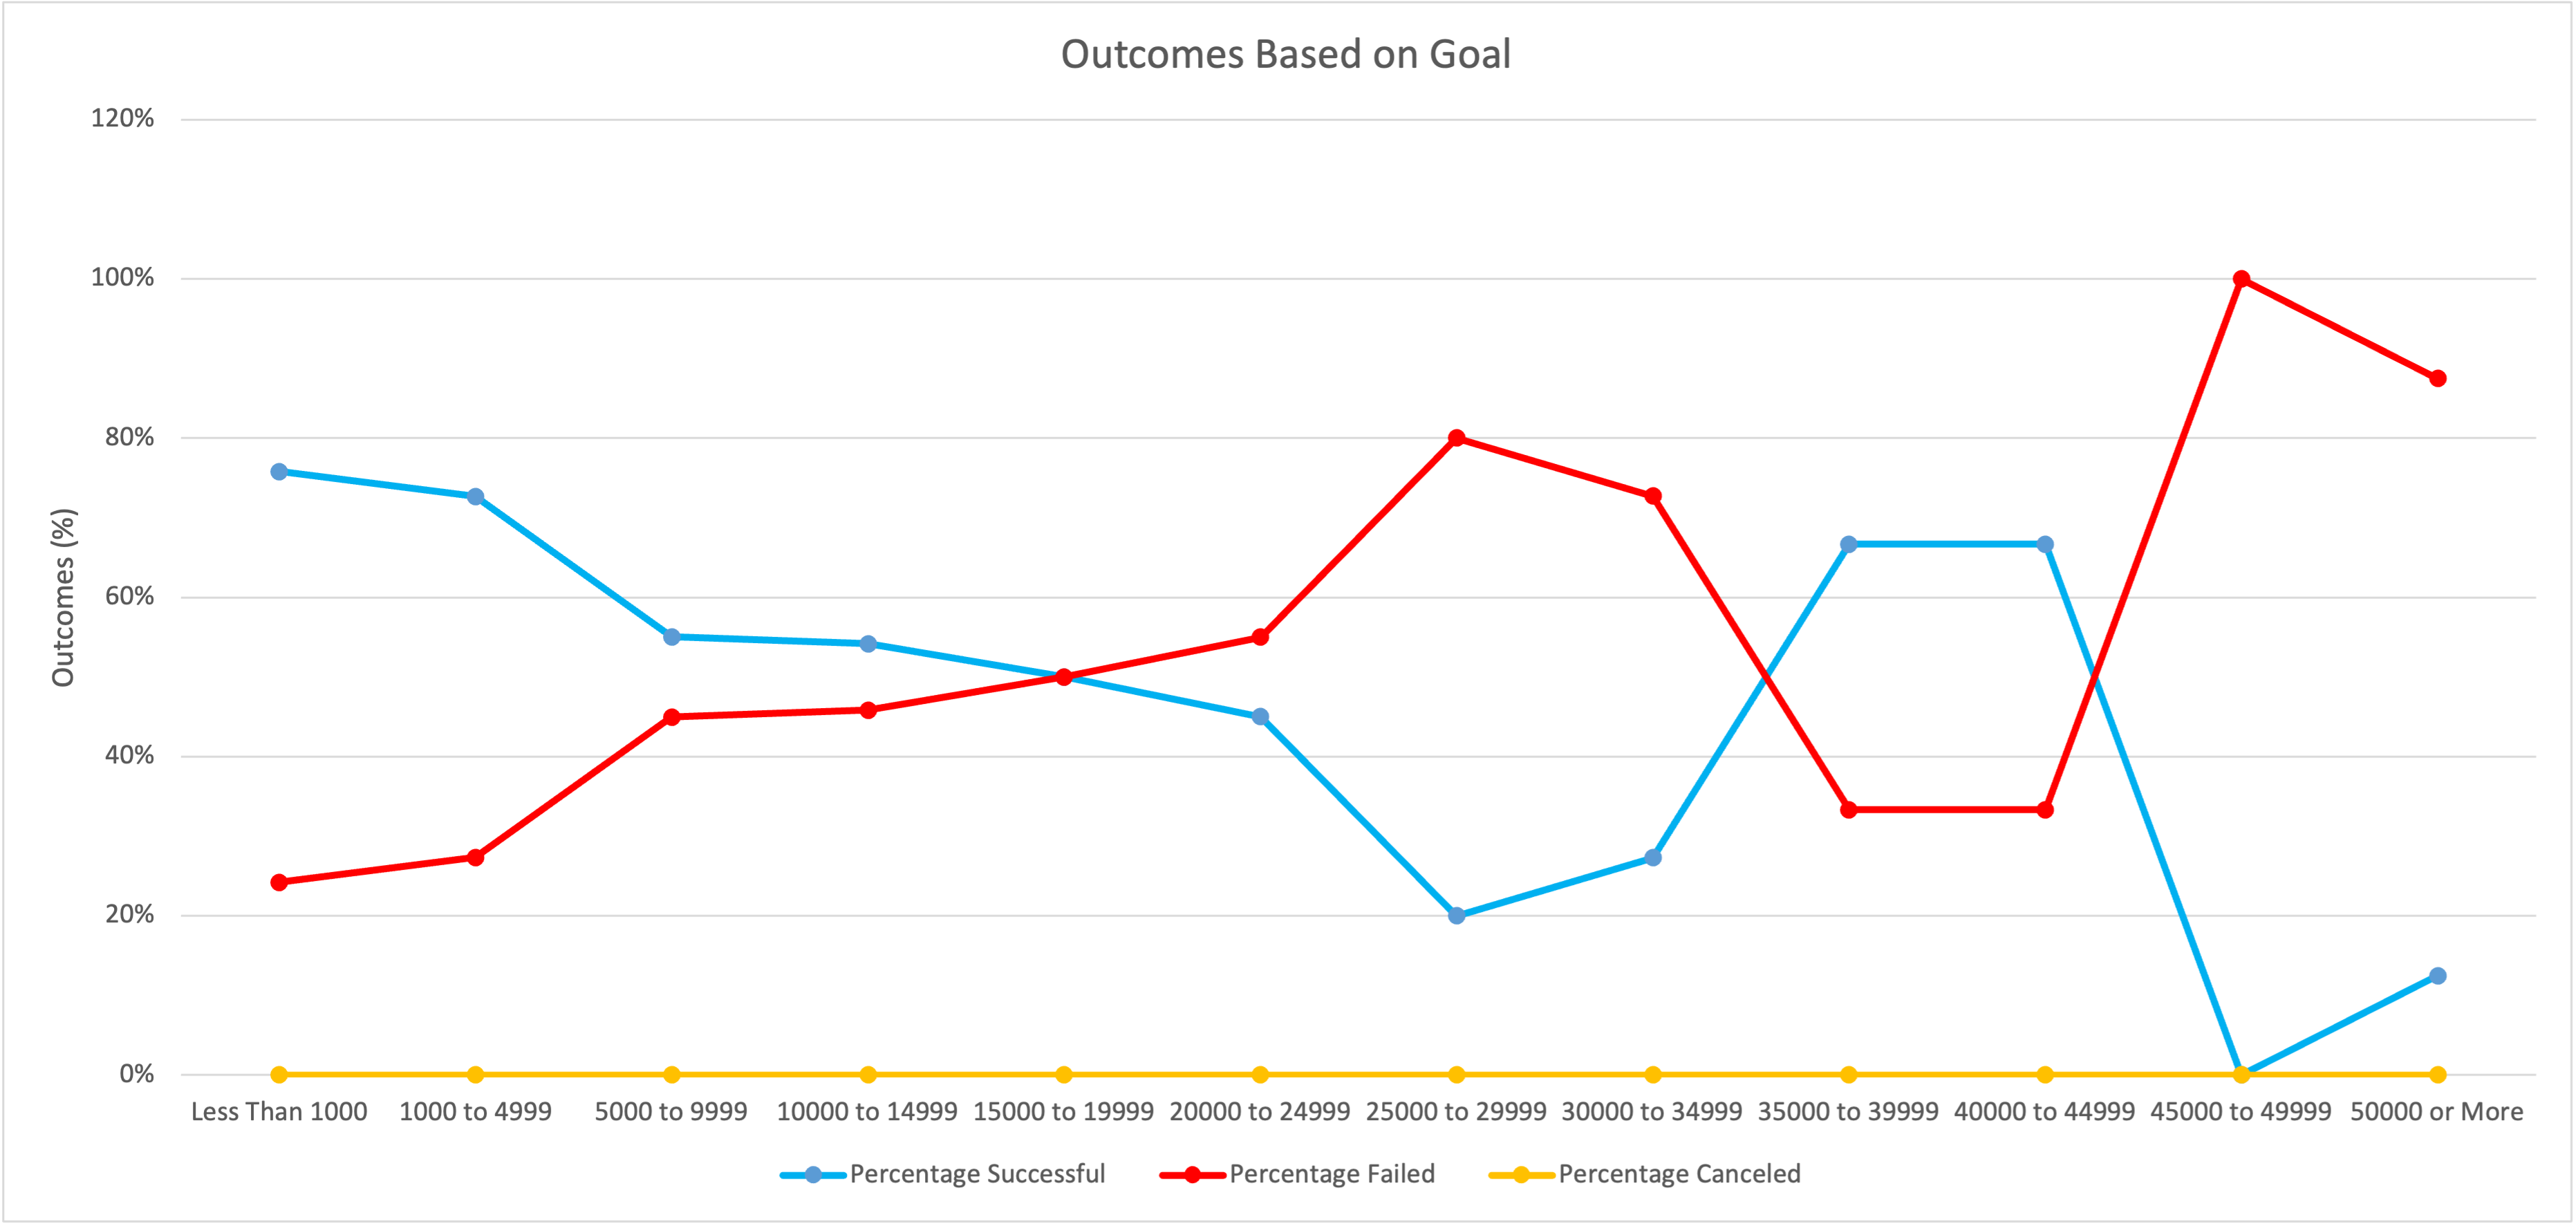 Outcomes Based on Goal
120%
100%
80%
60%
40%
20%
0%
Outcomes (%)
Less Than 1000 1000 to 4999 5000 to 9999 10000 to 14999 15000 to 19999 20000 to 24999 25000 to 29999 30000 to 34999 35000 to 39999 40000 to 44999 45000 to 49999 50000 or More
Percentage Successful Percentage Failed Percentage Canceled